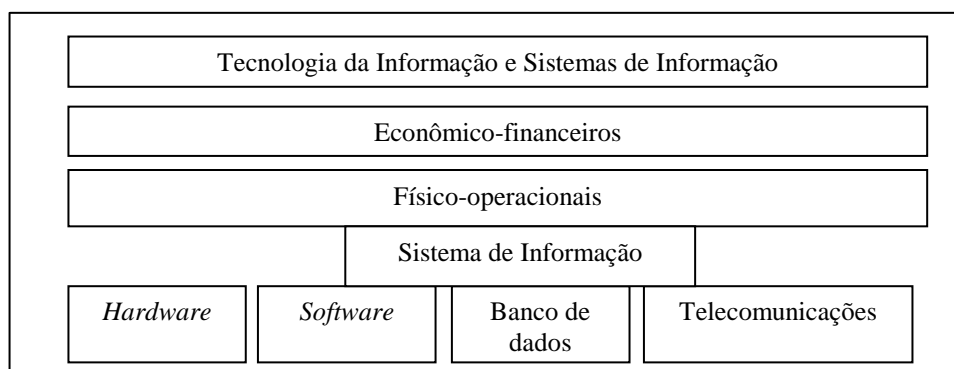 Tecnologia da Informação e Sistemas de Informação
Econômico-financeiros
Físico-operacionais
Sistema de Informação
Hardware
Software
Banco de
dados
Telecomunicações